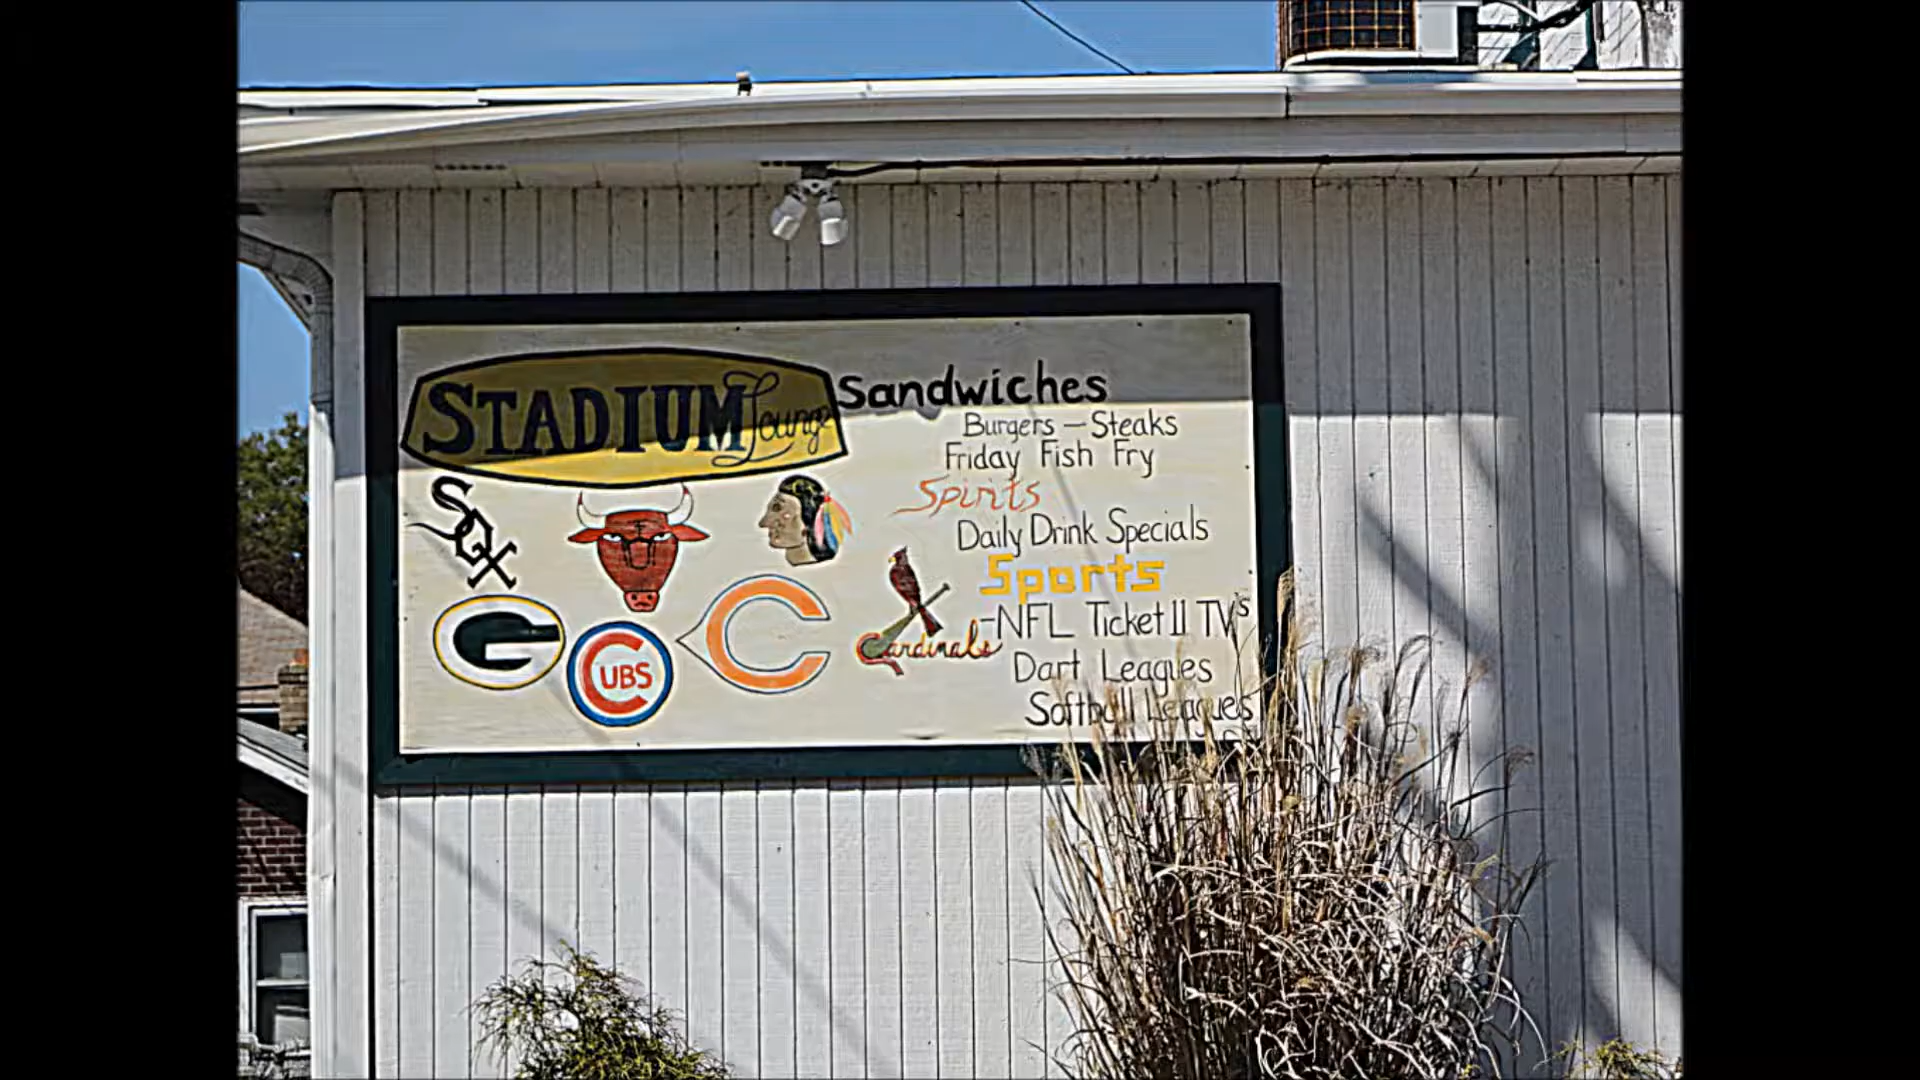 STADIUM Lounge
Sandwiches
Burgers — Steaks
Friday Fish Fry
Spirits
Daily Drink Specials
Sports
-NFL Ticket 11 TV's
Dart Leagues
Softball Leagues
SOX
G
CUBS
C
Cardinals